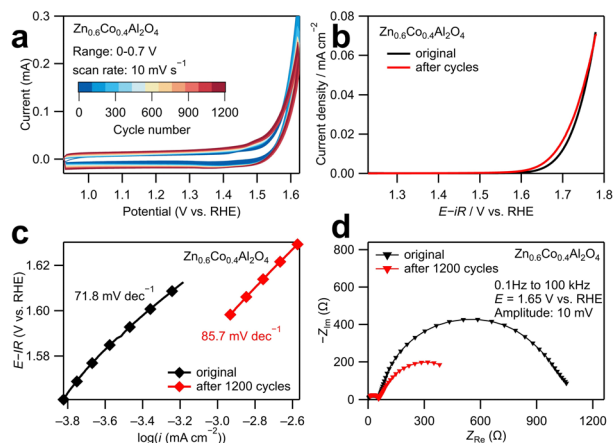 a
Zn0.6Co0.4Al2O4
Range: 0-0.7 V
scan rate: 10 mV s−1
0 300 600 900 1200
Cycle number
Current (mA)
0.3
0.2
0.1
0.0
1.0 1.1 1.2 1.3 1.4 1.5 1.6
Potential (V vs. RHE)
b
Zn0.6Co0.4Al2O4
original
after cycles
Current density / mA cm−2
0.08
0.06
0.04
0.02
0.00
1.3 1.4 1.5 1.6 1.7 1.8
E−iR / V vs. RHE
c
Zn0.6Co0.4Al2O4
71.8 mV dec−1
85.7 mV dec−1
original
after 1200 cycles
E−IR (V vs. RHE)
1.62
1.60
1.58
−3.8 −3.6 −3.4 −3.2 −3.0 −2.8 −2.6
log(i (mA cm−2)
d
original
after 1200 cycles
Zn0.6Co0.4Al2O4
0.1Hz to 100 kHz
E = 1.65 V vs. RHE
Amplitude: 10 mV
−ZIm (Ω)
−800
−600
400
200
0
0 200 400 600 800 1000 1200
ZRe (Ω)